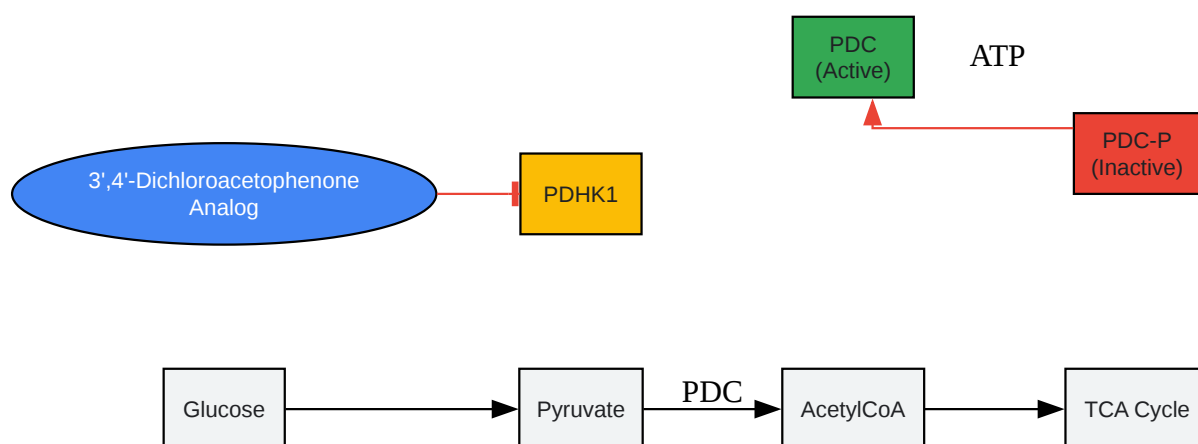 PDC
(Active)
ATP
PDC-P
(Inactive)
3',4'-Dichloroacetophenone
Analog
PDHK1
Glucose
Pyruvate
PDC
AcetylCoA
TCA Cycle